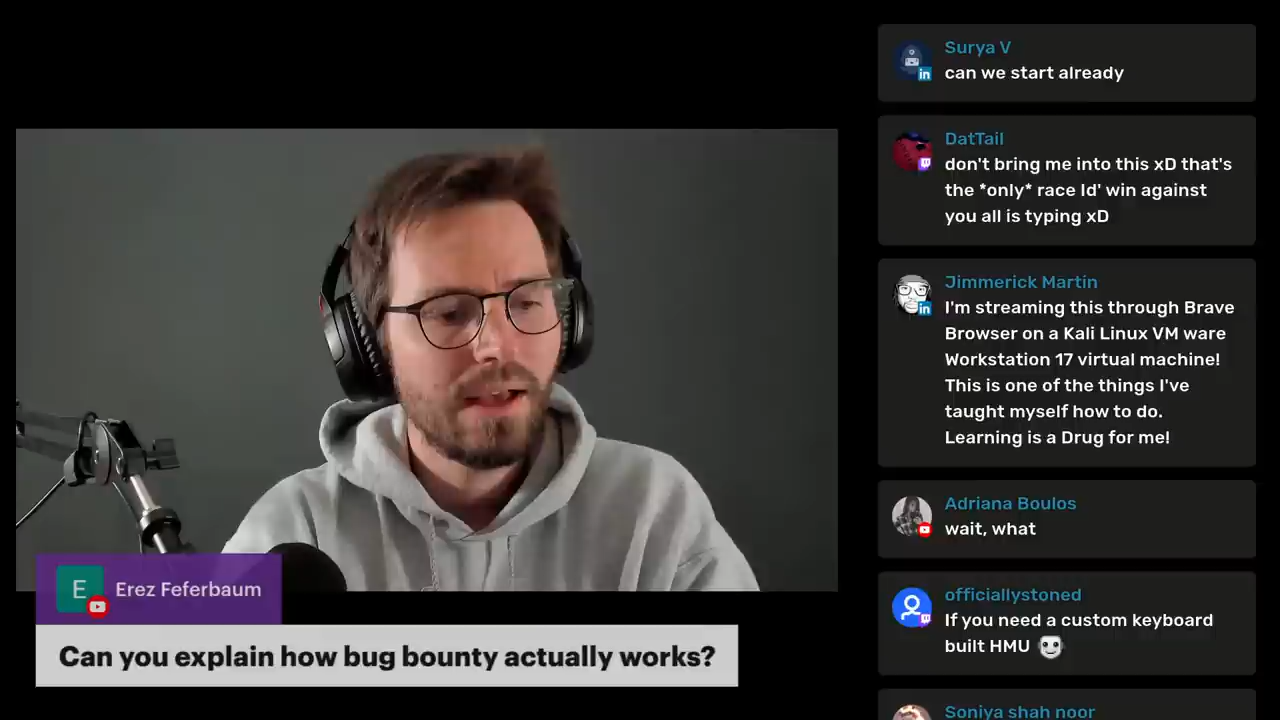 Surya V
can we start already
DatTail
don't bring me into this xD that's
the *only* race Id' win against
you all is typing xD
Jimmerick Martin
I'm streaming this through Brave
Browser on a Kali Linux VM ware
Workstation 17 virtual machine!
This is one of the things I've
taught myself how to do.
Learning is a Drug for me!
Adriana Boulos
wait, what
officiallystoned
If you need a custom keyboard
built HMU
Soniya shah noor
E
Erez Feferbaum
Can you explain how bug bounty actually works?